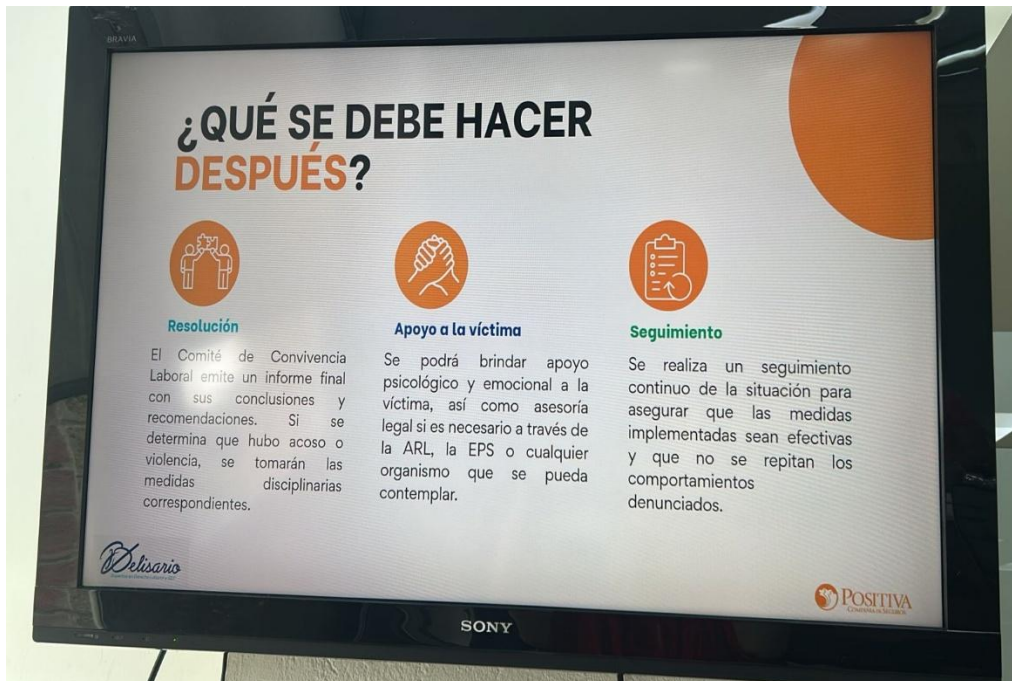 BRAVIA
¿QUÉ SE DEBE HACER
DESPUÉS?
Resolución
El Comité de Convivencia
Laboral emite un informe final
con sus conclusiones y
recomendaciones. Si se
determina que hubo acoso o
violencia, se tomarán las
medidas disciplinarias
correspondientes.
Apoyo a la víctima
Se podrá brindar apoyo
psicológico y emocional a la
víctima, así como asesoría
legal si es necesario a través de
la ARL, la EPS o cualquier
organismo que se pueda
contemplar.
Seguimiento
Se realiza un seguimiento
continuo de la situación para
asegurar que las medidas
implementadas sean efectivas
y que no se repitan los
comportamientos
denunciados.
Belisario
POSITIVA
COMPAÑÍA DE SEGUROS
SONY